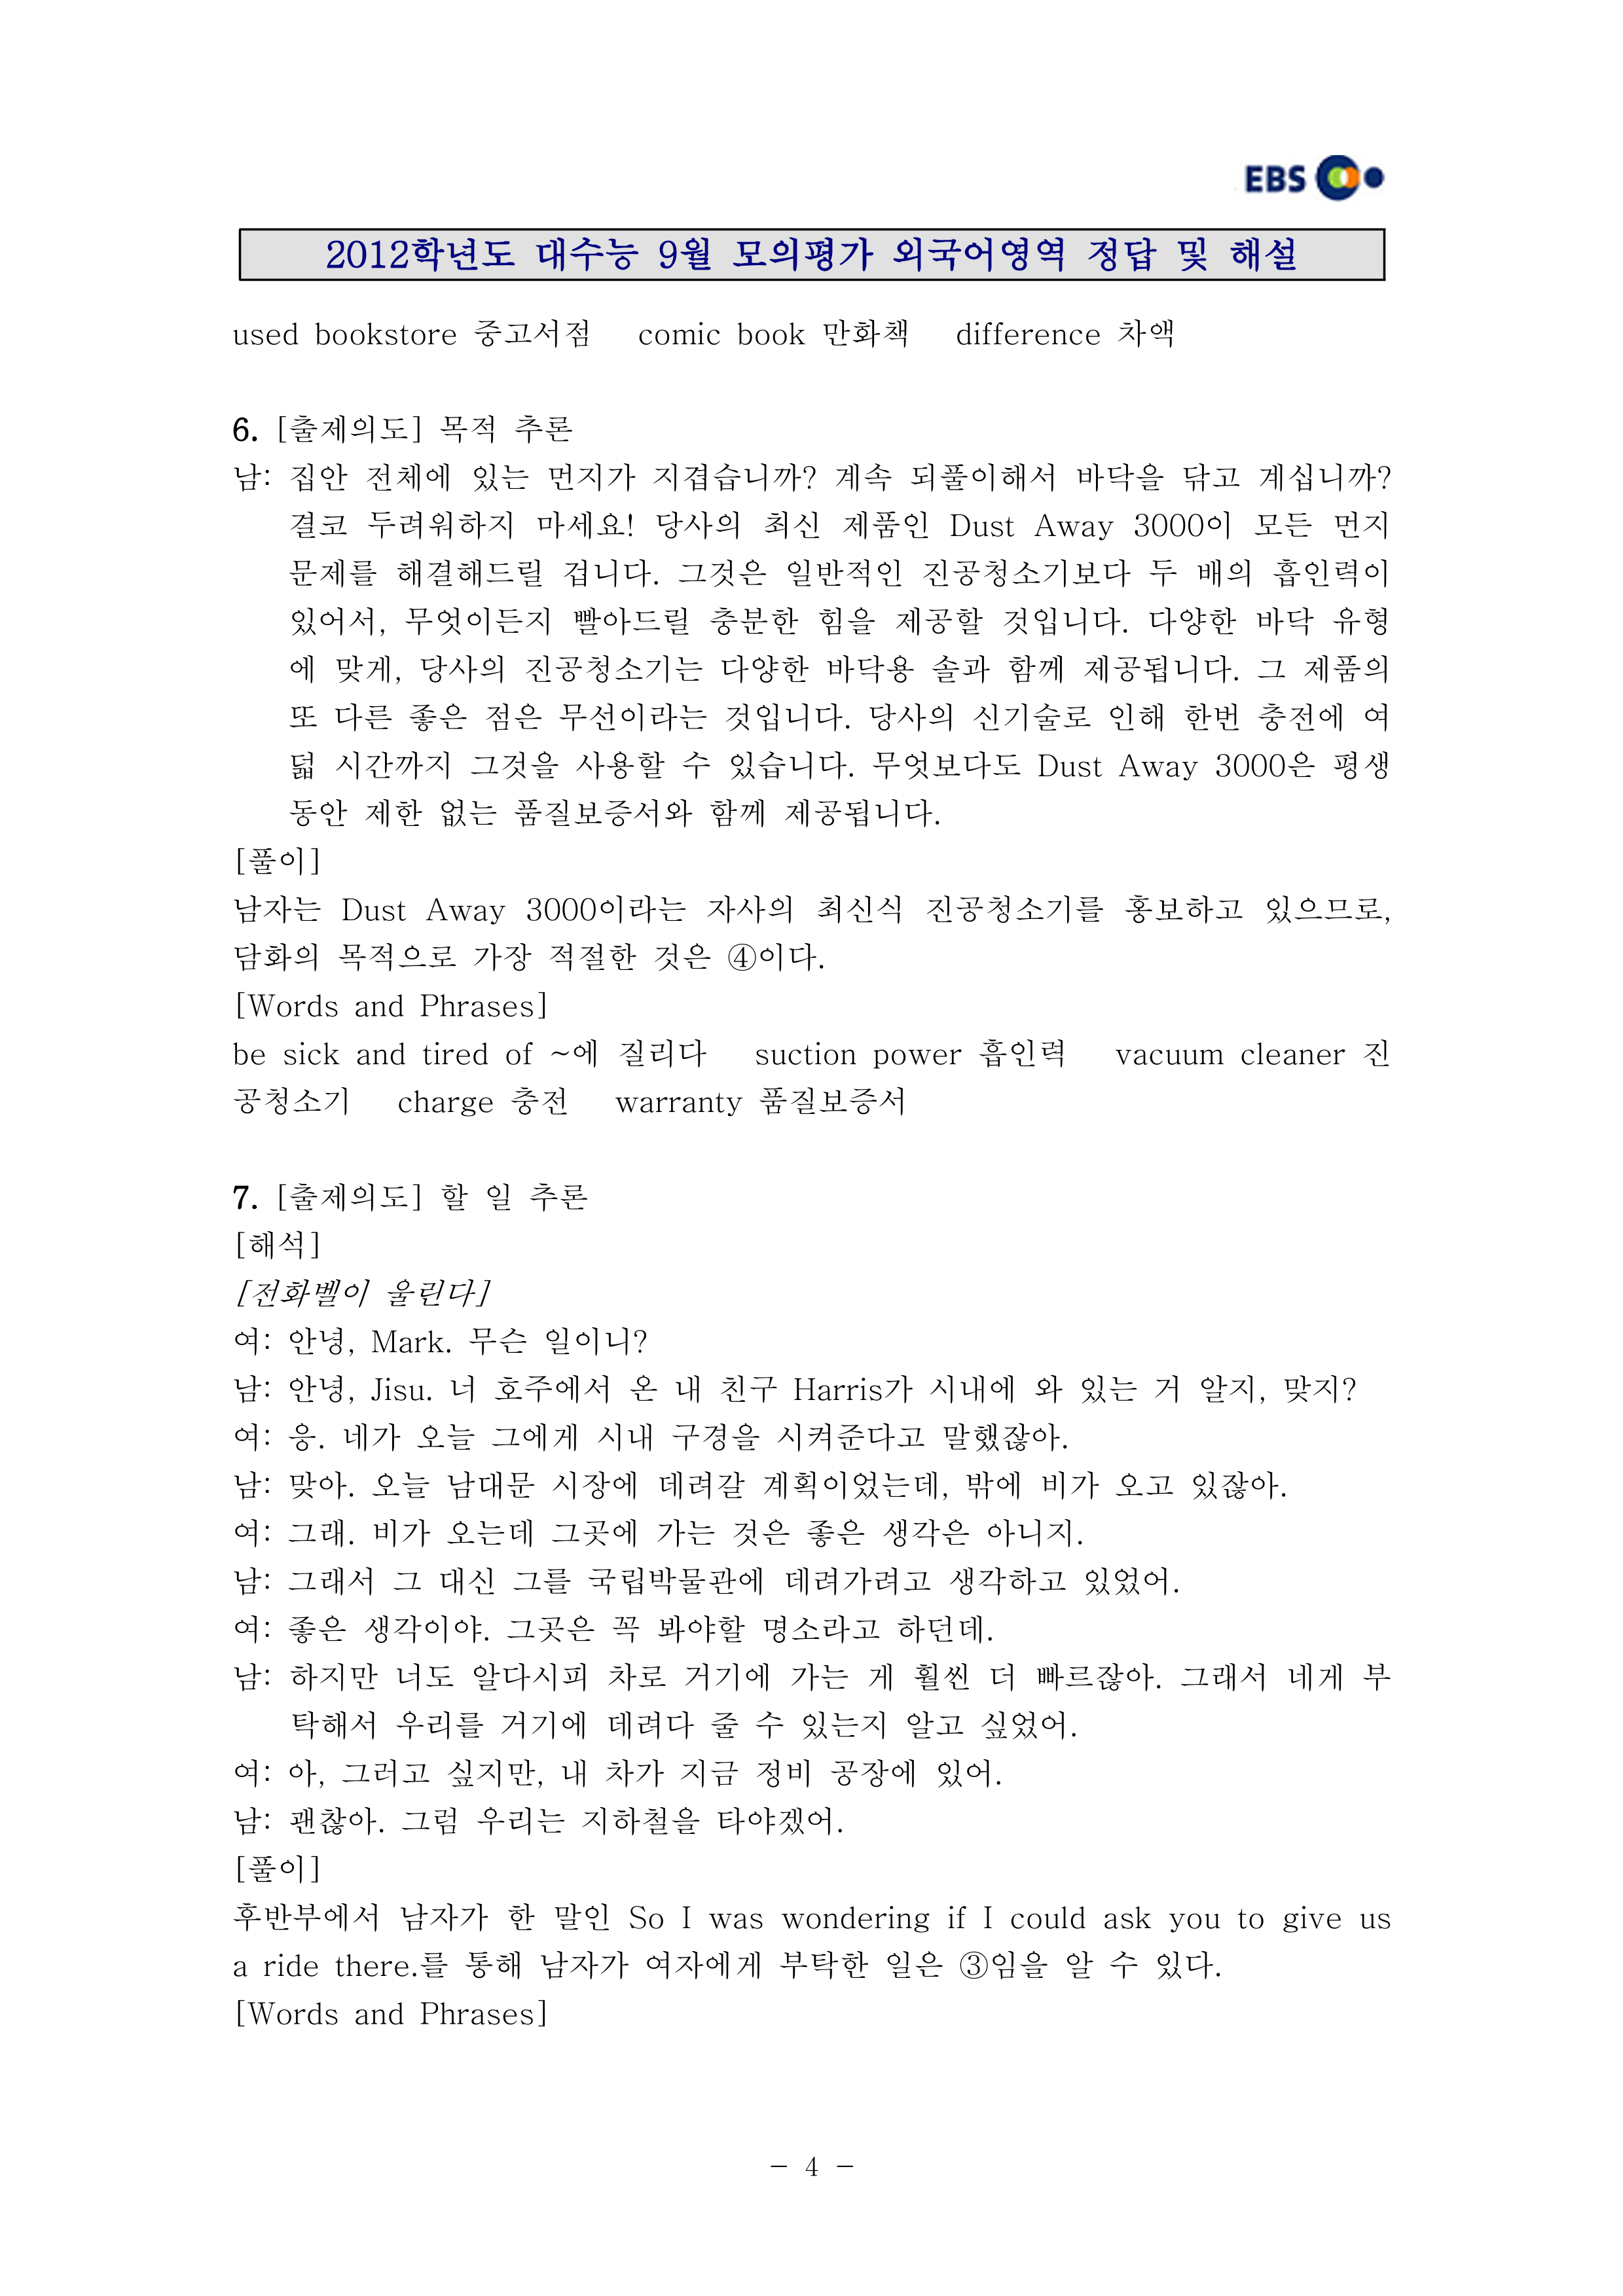 EBS
2012학년도 대수능 9월 모의평가 외국어영역 정답 및 해설
used bookstore 중고서점 comic book 만화책 difference 차액
6. [출제의도] 목적 추론
남: 집안 전체에 있는 먼지가 지겹습니까? 계속 되풀이해서 바닥을 닦고 계십니까?
결코 두려워하지 마세요! 당사의 최신 제품인 Dust Away 3000이 모든 먼지
문제를 해결해드릴 겁니다. 그것은 일반적인 진공청소기보다 두 배의 흡인력이
있어서, 무엇이든지 빨아드릴 충분한 힘을 제공할 것입니다. 다양한 바닥 유형
에 맞게, 당사의 진공청소기는 다양한 바닥용 솔과 함께 제공됩니다. 그 제품의
또 다른 좋은 점은 무선이라는 것입니다. 당사의 신기술로 인해 한번 충전에 여
덟 시간까지 그것을 사용할 수 있습니다. 무엇보다도 Dust Away 3000은 평생
동안 제한 없는 품질보증서와 함께 제공됩니다.
[풀이]
남자는 Dust Away 3000이라는 자사의 최신식 진공청소기를 홍보하고 있으므로,
담화의 목적으로 가장 적절한 것은 ④이다.
[Words and Phrases]
be sick and tired of ~에 질리다 suction power 흡인력 vacuum cleaner 진
공청소기 charge 충전 warranty 품질보증서
7. [출제의도] 할 일 추론
[해석]
[전화벨이 울린다]
여: 안녕, Mark. 무슨 일이니?
남: 안녕, Jisu. 너 호주에서 온 내 친구 Harris가 시내에 와 있는 거 알지, 맞지?
여: 응. 네가 오늘 그에게 시내 구경을 시켜준다고 말했잖아.
남: 맞아. 오늘 남대문 시장에 데려갈 계획이었는데, 밖에 비가 오고 있잖아.
여: 그래. 비가 오는데 그곳에 가는 것은 좋은 생각은 아니지.
남: 그래서 그 대신 그를 국립박물관에 데려가려고 생각하고 있었어.
여: 좋은 생각이야. 그곳은 꼭 봐야할 명소라고 하던데.
남: 하지만 너도 알다시피 차로 거기에 가는 게 훨씬 더 빠르잖아. 그래서 네게 부
탁해서 우리를 거기에 데려다 줄 수 있는지 알고 싶었어.
여: 아, 그러고 싶지만, 내 차가 지금 정비 공장에 있어.
남: 괜찮아. 그럼 우리는 지하철을 타야겠어.
[풀이]
후반부에서 남자가 한 말인 So I was wondering if I could ask you to give us
a ride there.를 통해 남자가 여자에게 부탁한 일은 ③임을 알 수 있다.
[Words and Phrases]
- 4 -